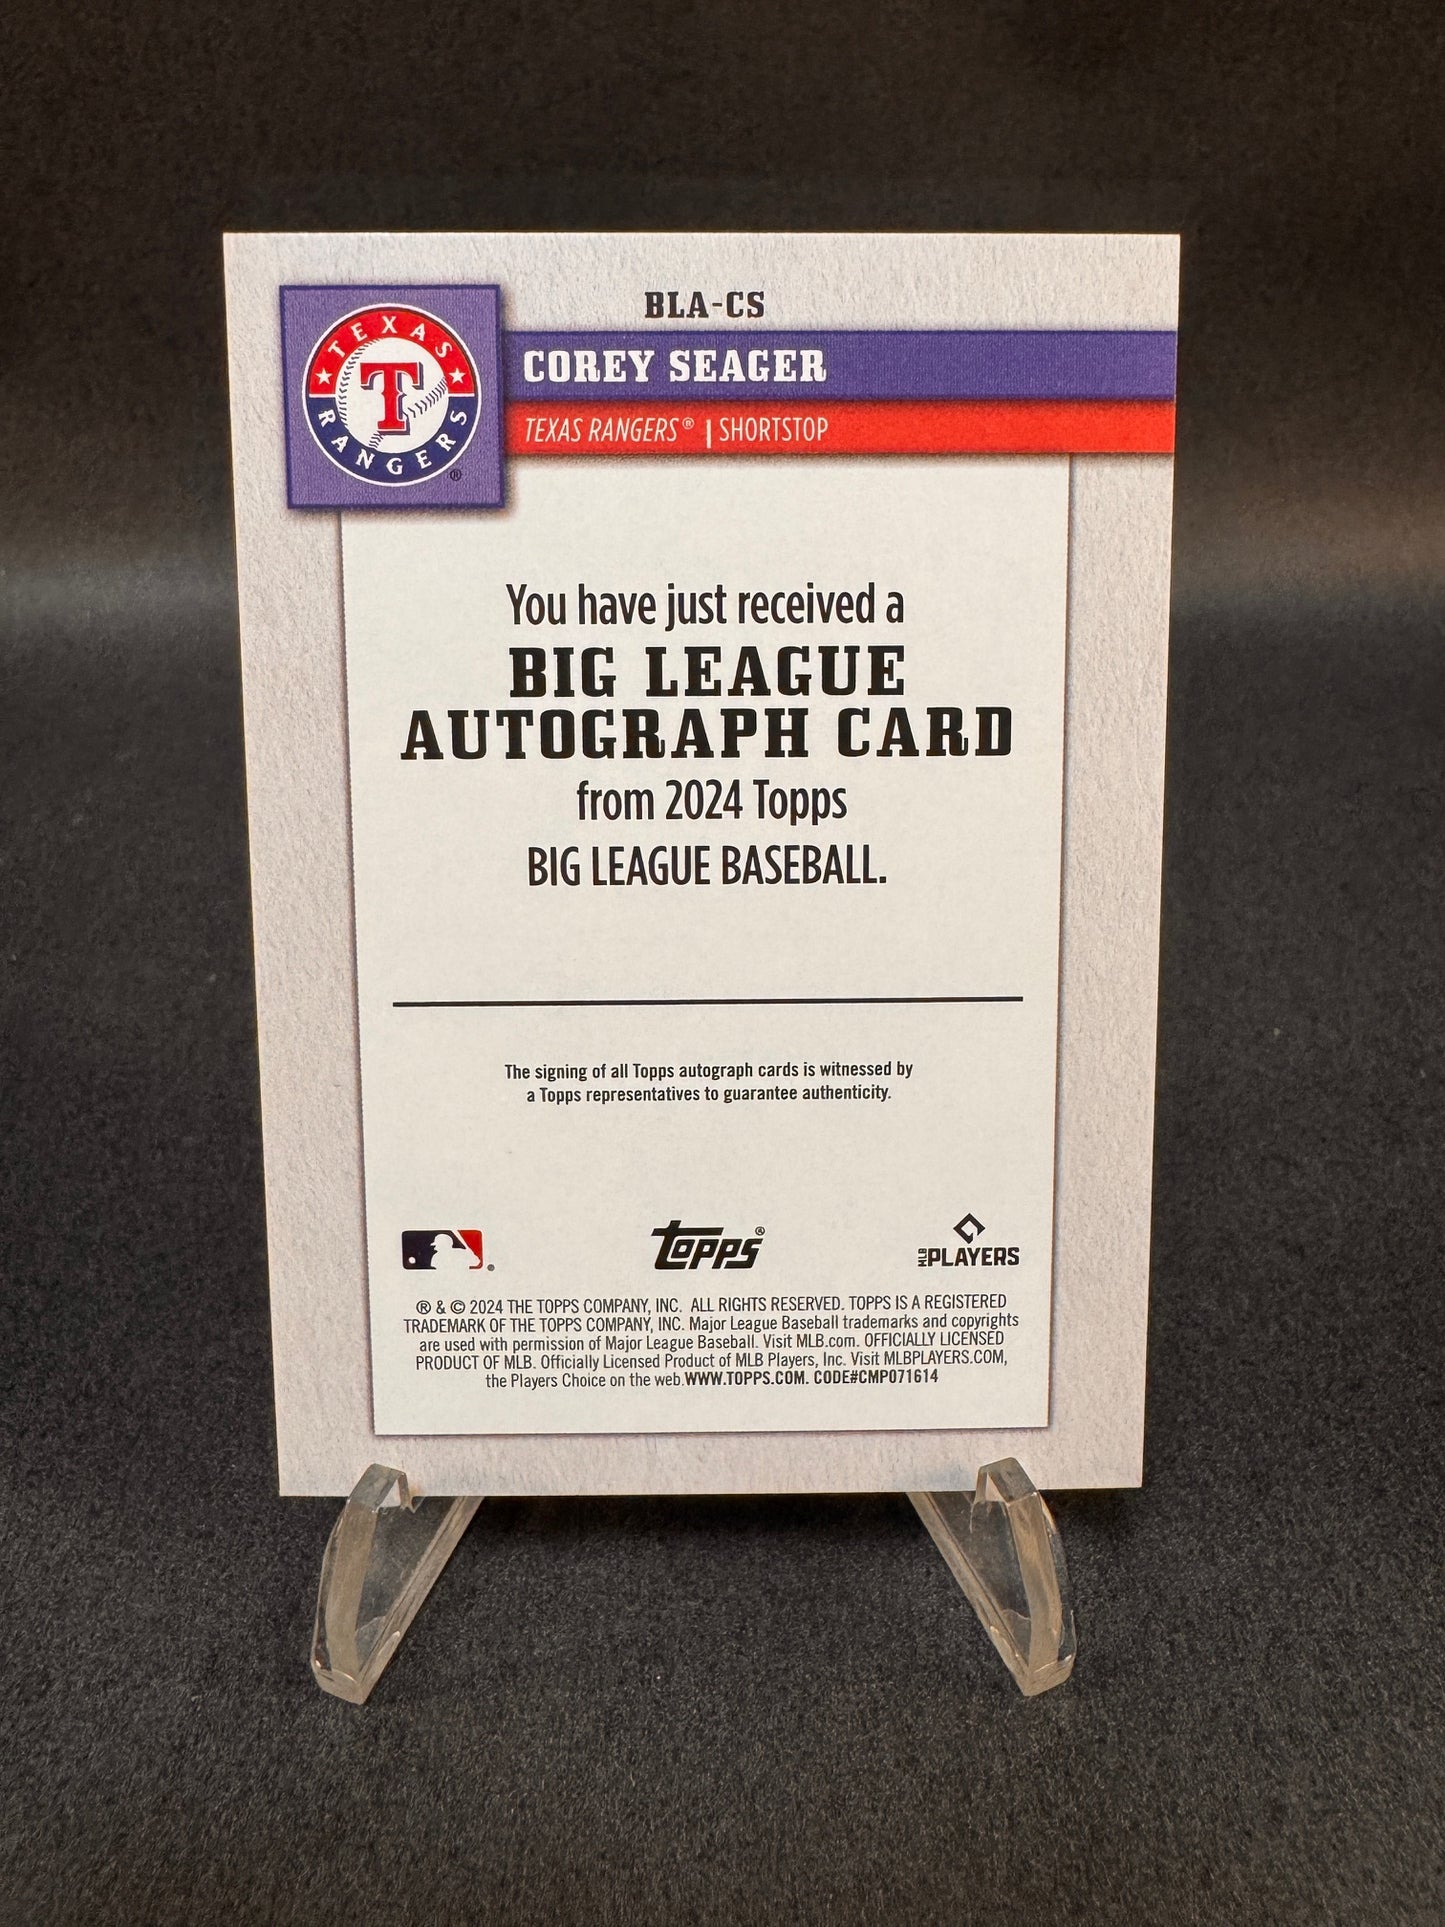 BLA-CS
TEXAS
RANGERS
T
®
COREY SEAGER
TEXAS RANGERS® | SHORTSTOP
You have just received a
BIG LEAGUE
AUTOGRAPH CARD
from 2024 Topps
BIG LEAGUE BASEBALL.
The signing of all Topps autograph cards is witnessed by
a Topps representatives to guarantee authenticity.
®
Topps®
MLB PLAYERS
® & © 2024 THE TOPPS COMPANY, INC. ALL RIGHTS RESERVED. TOPPS IS A REGISTERED
TRADEMARK OF THE TOPPS COMPANY, INC. Major League Baseball trademarks and copyrights
are used with permission of Major League Baseball. Visit MLB.com. OFFICIALLY LICENSED
PRODUCT OF MLB. Officially Licensed Product of MLB Players, Inc. Visit MLBPLAYERS.COM,
the Players Choice on the web.WWW.TOPPS.COM. CODE#CMP071614